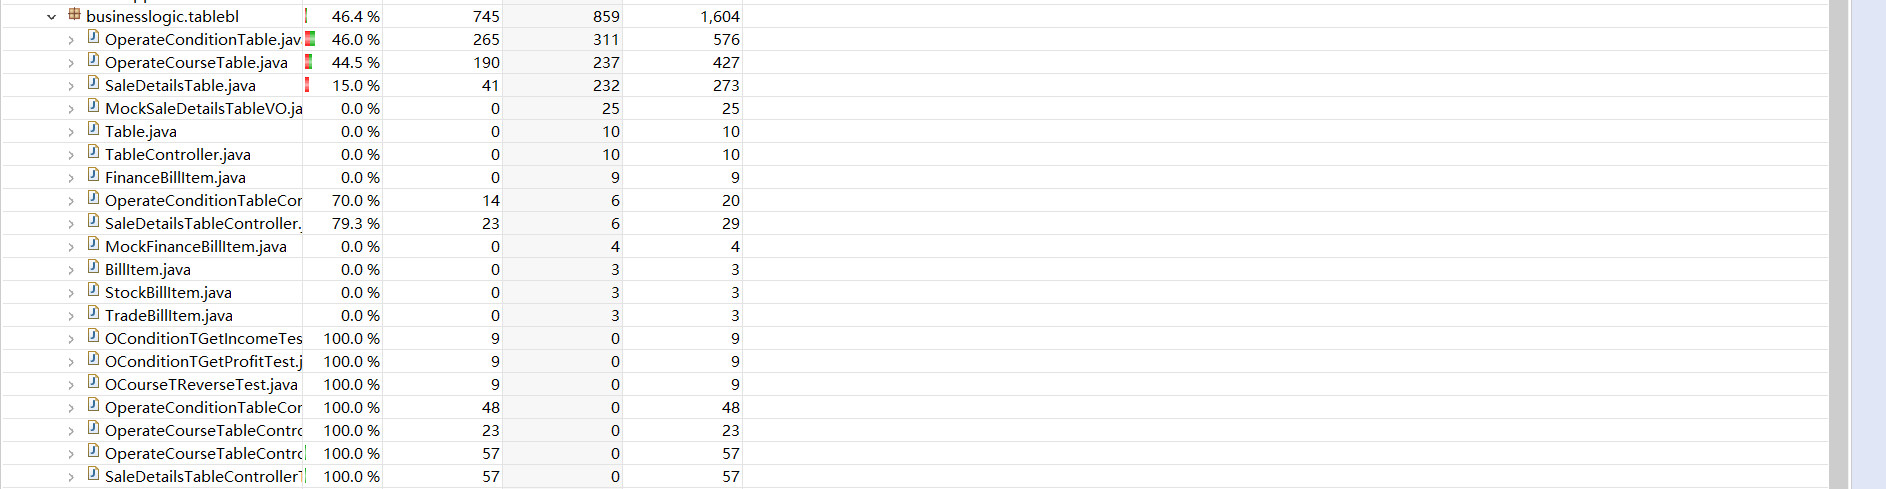 businesslogic.tablebl 46.4 % 745 859 1,604
OperateConditionTable.jav 46.0 % 265 311 576
OperateCourseTable.java 44.5 % 190 237 427
SaleDetailsTable.java 15.0 % 41 232 273
MockSaleDetailsTableVO.ja 0.0 % 0 25 25
Table.java 0.0 % 0 10 10
TableController.java 0.0 % 0 10 10
FinanceBillItem.java 0.0 % 0 9 9
OperateConditionTableCor 70.0 % 14 6 20
SaleDetailsTableController. 79.3 % 23 6 29
MockFinanceBillItem.java 0.0 % 0 4 4
BillItem.java 0.0 % 0 3 3
StockBillItem.java 0.0 % 0 3 3
TradeBillItem.java 0.0 % 0 3 3
OConditionTGetIncomeTes 100.0 % 9 0 9
OConditionTGetProfitTest.j 100.0 % 9 0 9
OCourseTReverseTest.java 100.0 % 9 0 9
OperateConditionTableCor 100.0 % 48 0 48
OperateCourseTableContro 100.0 % 23 0 23
OperateCourseTableContro 100.0 % 57 0 57
SaleDetailsTableControllerT 100.0 % 57 0 57